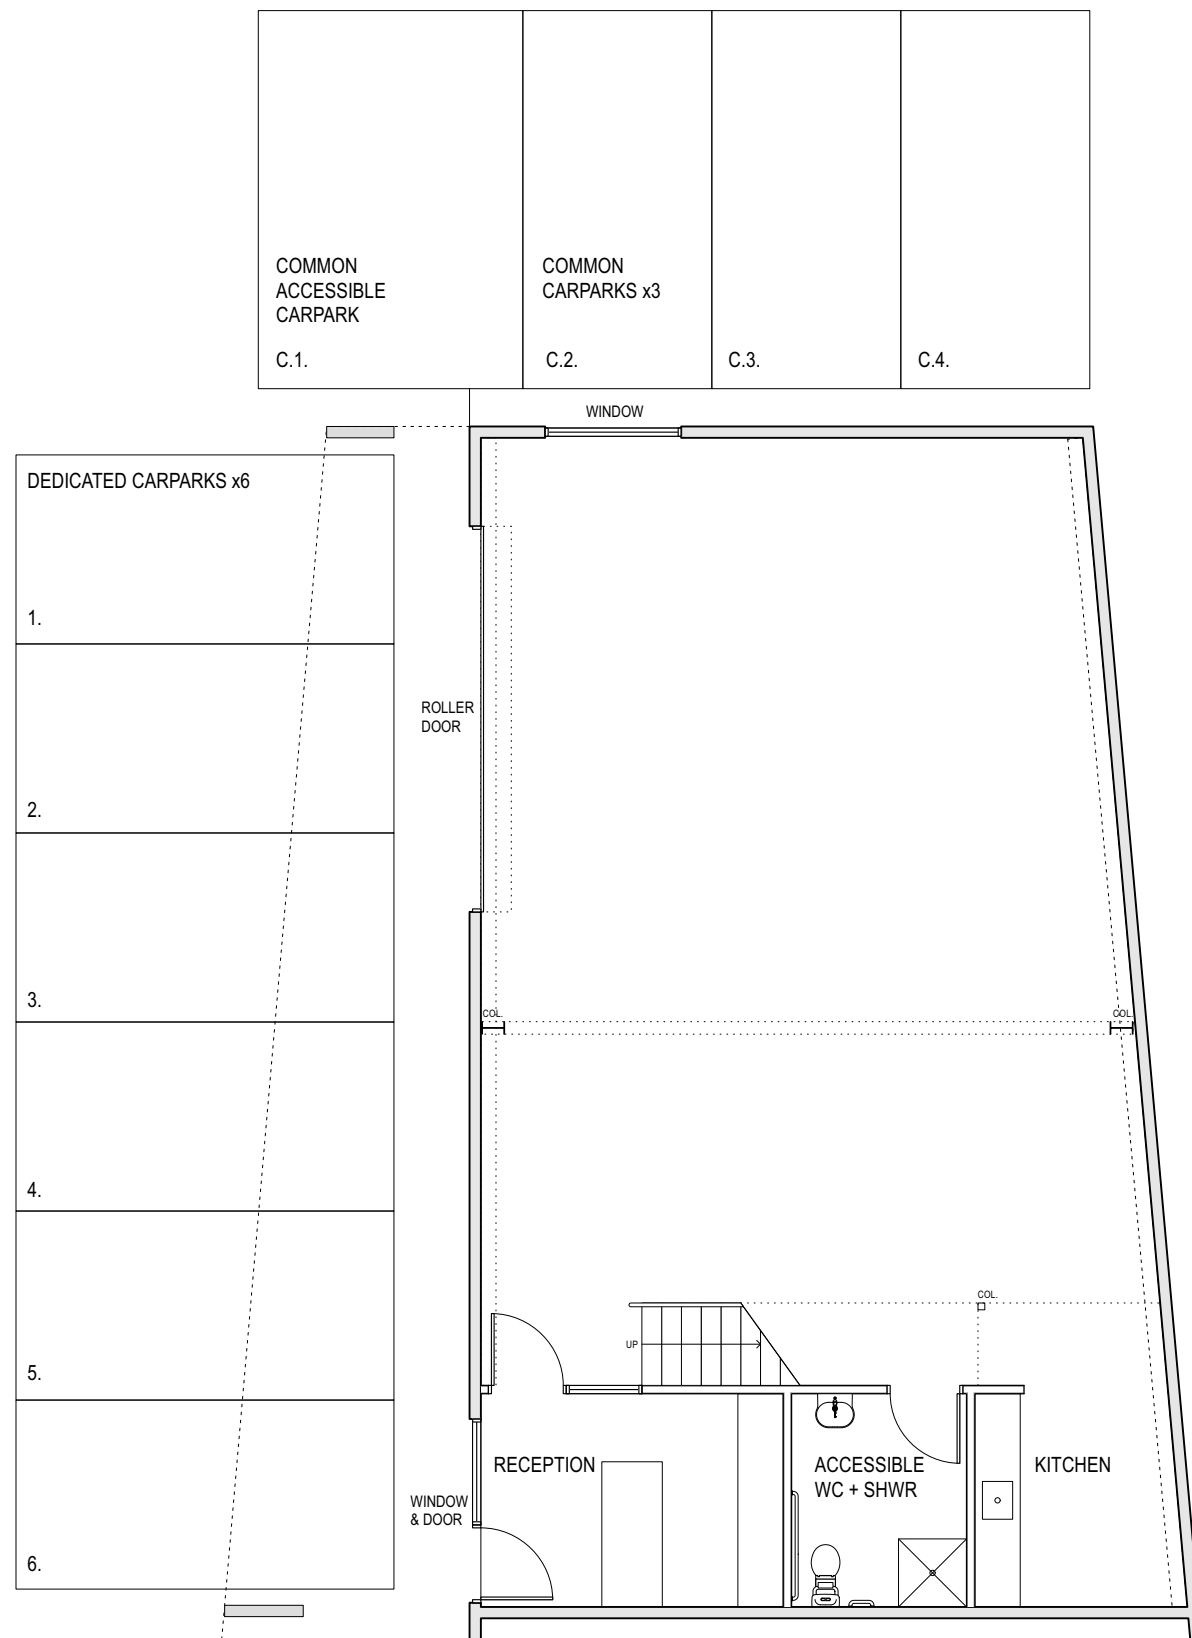 COMMON
ACCESSIBLE
CARPARK
C.1.
COMMON
CARPARKS x3
C.2.
C.3.
C.4.
WINDOW
DEDICATED CARPARKS x6
1.
2.
3.
4.
5.
6.
ROLLER
DOOR
COL.
COL.
COL.
UP
RECEPTION
ACCESSIBLE
WC + SHWR
KITCHEN
WINDOW
& DOOR